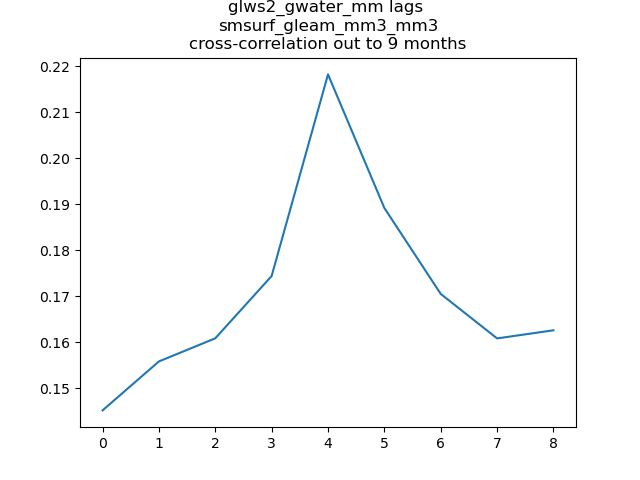 glws2_gwater_mm lags
smsurf_gleam_mm3_mm3
cross-correlation out to 9 months
0.22
0.21
0.20
0.19
0.18
0.17
0.16
0.15
0 1 2 3 4 5 6 7 8